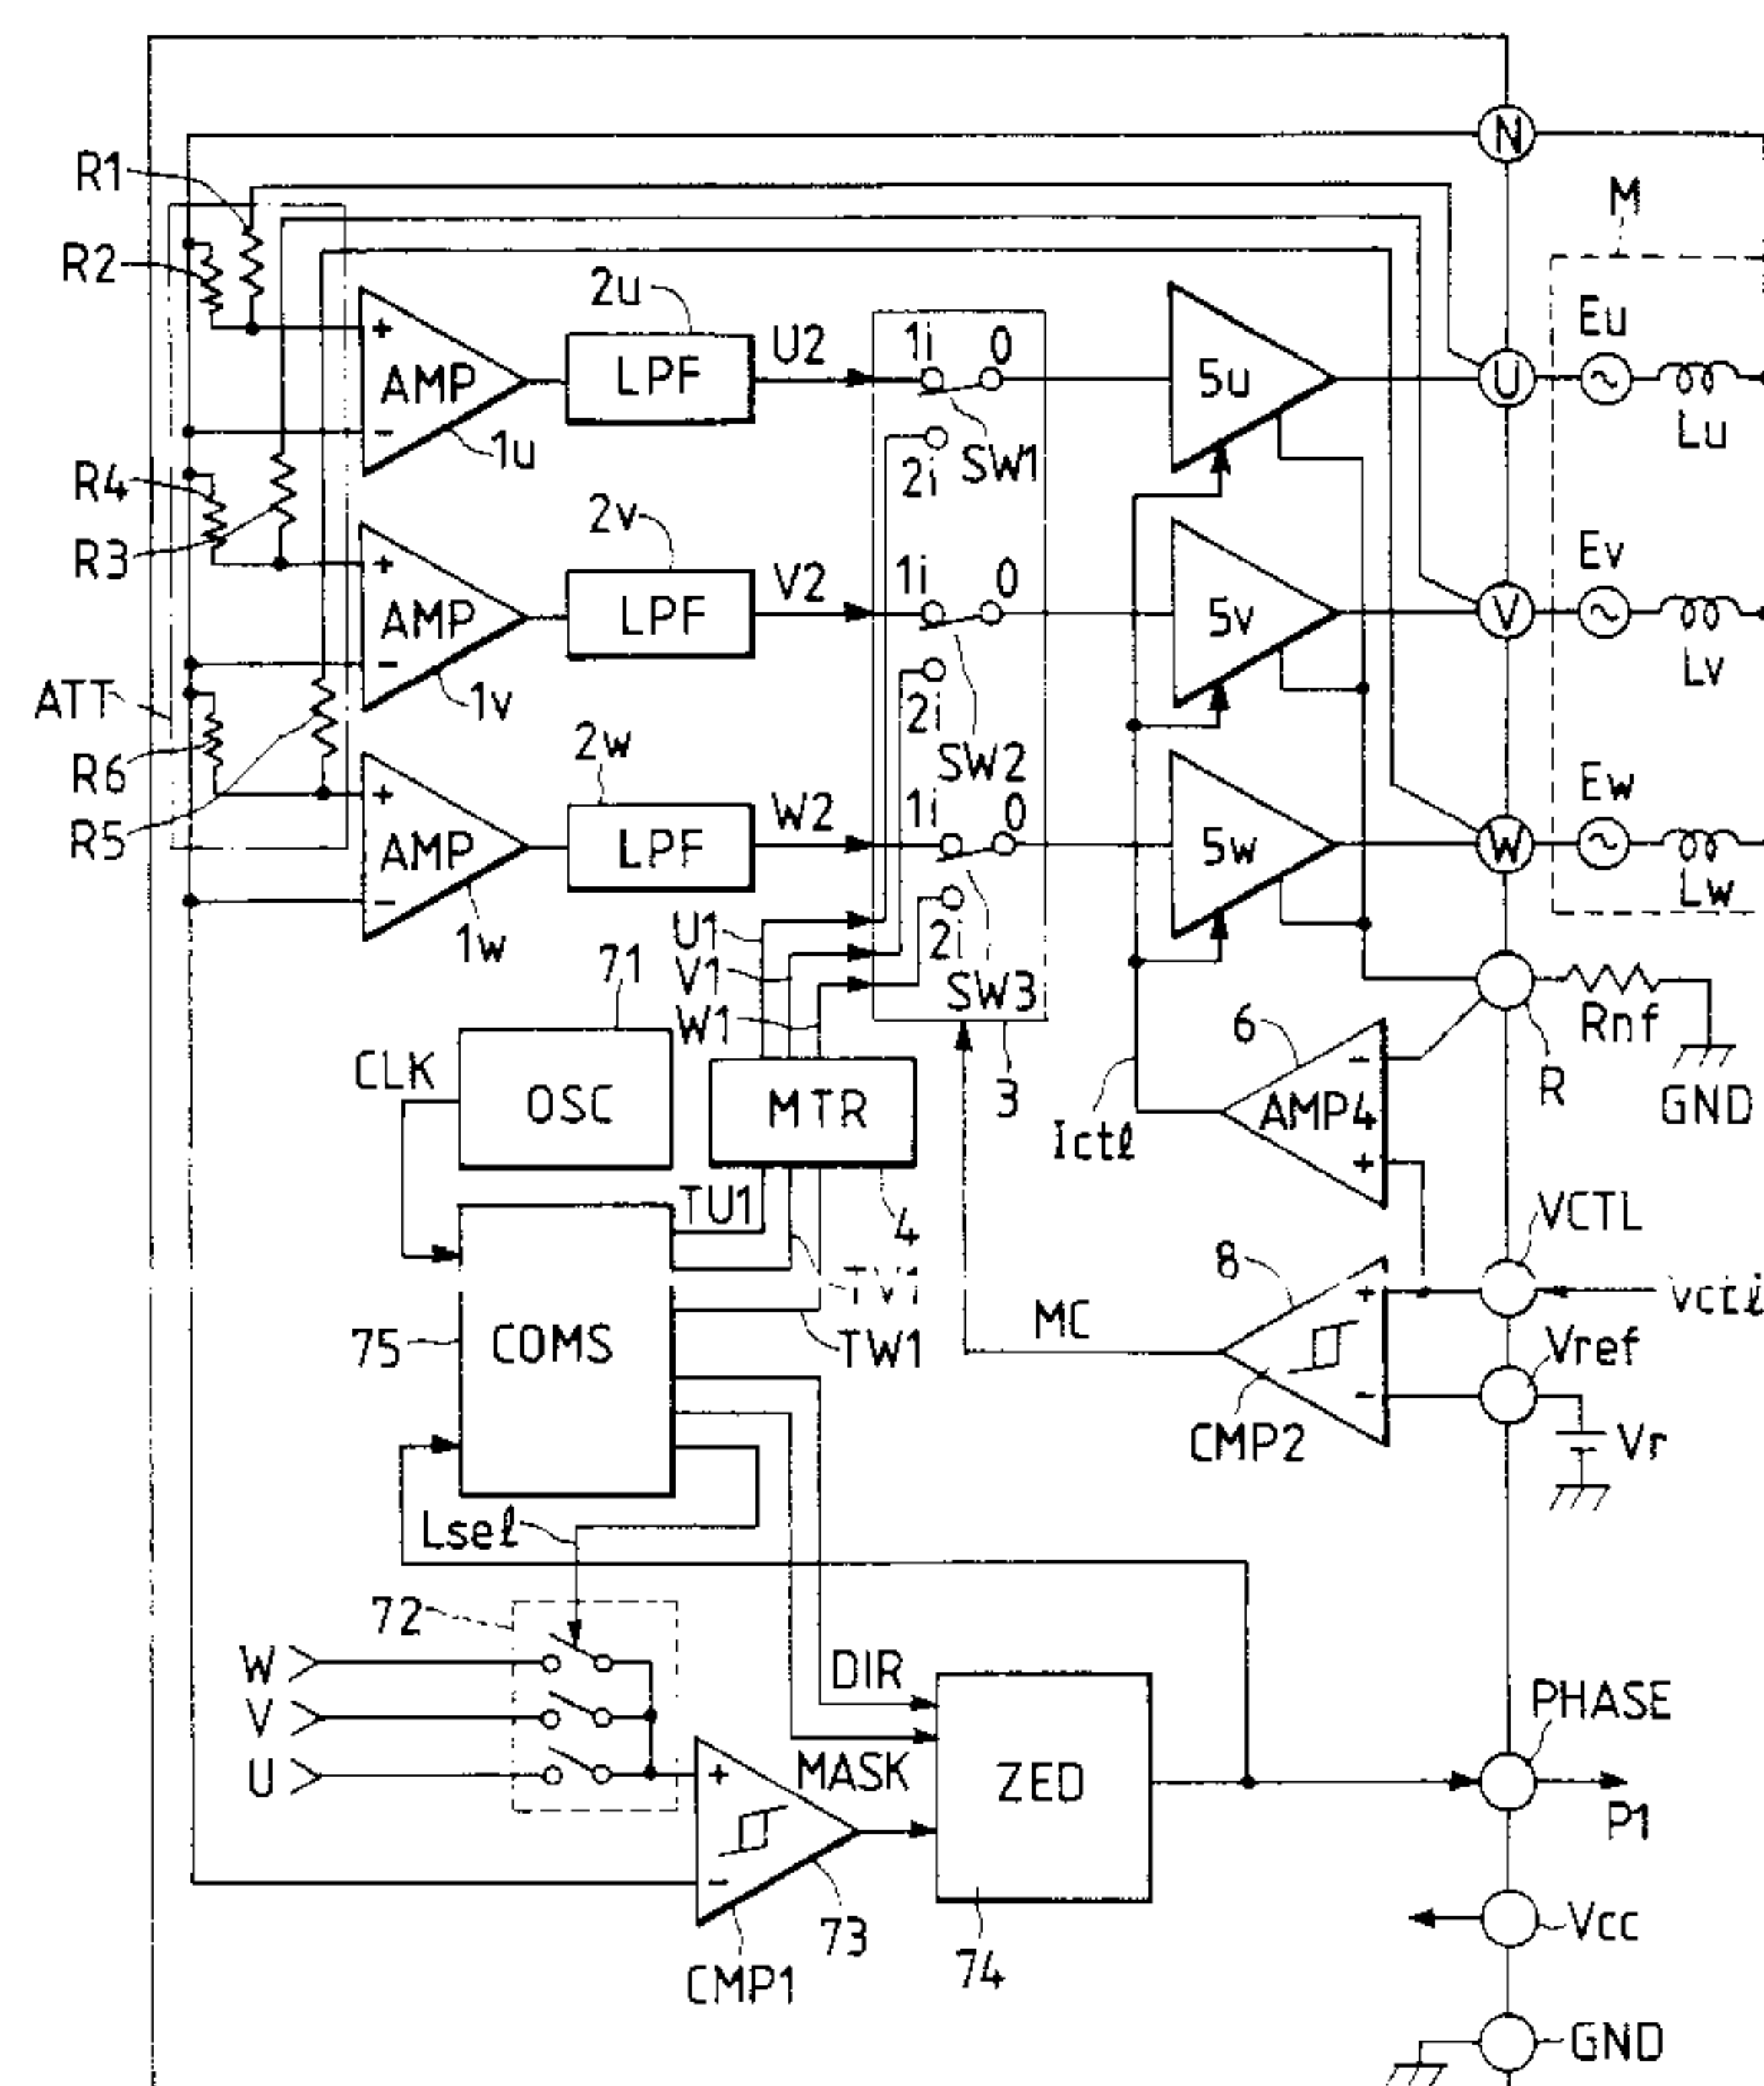 N
R1
M
R2
2u
U2
1i
0
Eu
+
AMP
LPF
5u
U
-
1u
2i
SW1
Lu
R4
2v
R3
+
V2
1i
0
Ev
AMP
LPF
5v
V
-
1v
2i
Lv
ATT
2w
SW2
R6
+
W2
1i
0
Ew
R5
AMP
LPF
5w
W
-
1w
U1
2i
Lw
71
V1
SW3
W1
6
-
Rnf
CLK
OSC
MTR
3
AMP4
R
GND
Ictl
+
TU1
4
VCTL
8
TV1
+
vctl
75
COMS
TW1
MC
Vref
-
CMP2
Vr
Lsel
72
W
DIR
V
PHASE
U
+
MASK
ZED
P1
-
73
Vcc
CMP1
74
GND